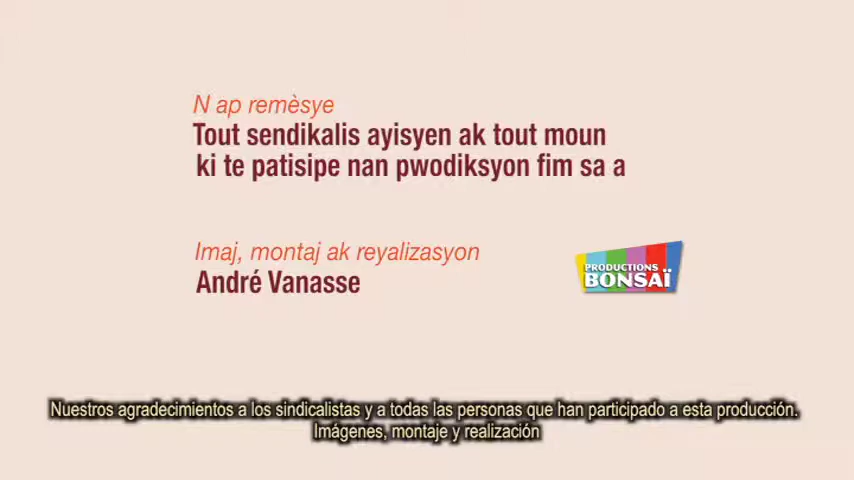 N ap remèsye
Tout sendikalis ayisyen ak tout moun
ki te patisipe nan pwodiksyon fim sa a
Imaj, montaj ak reyalizasyon
André Vanasse
PRODUCTIONS
BONSAÏ
Nuestros agradecimientos a los sindicalistas y a todas las personas que han participado a esta producción.
Imágenes, montaje y realización